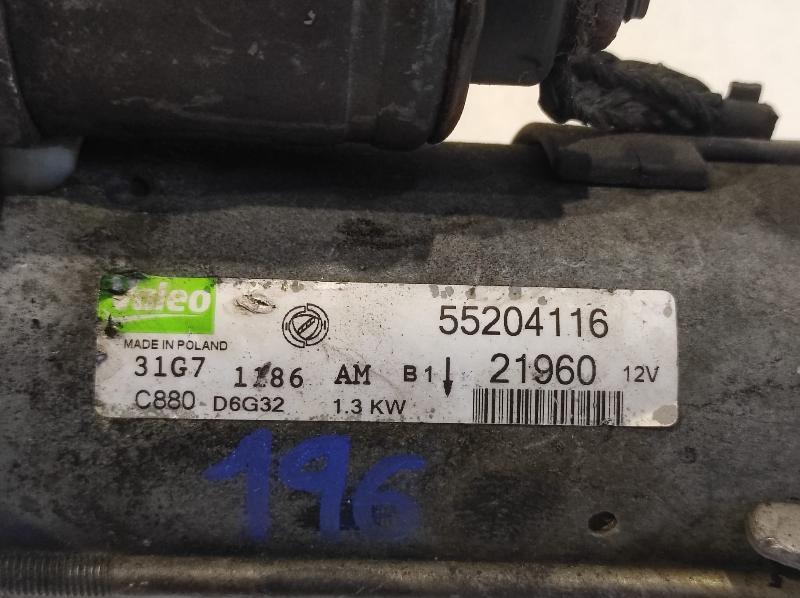 Valeo
55204116
MADE IN POLAND
31G7 1186 AM B1 21960 12V
C880 D6G32 1.3 KW
196